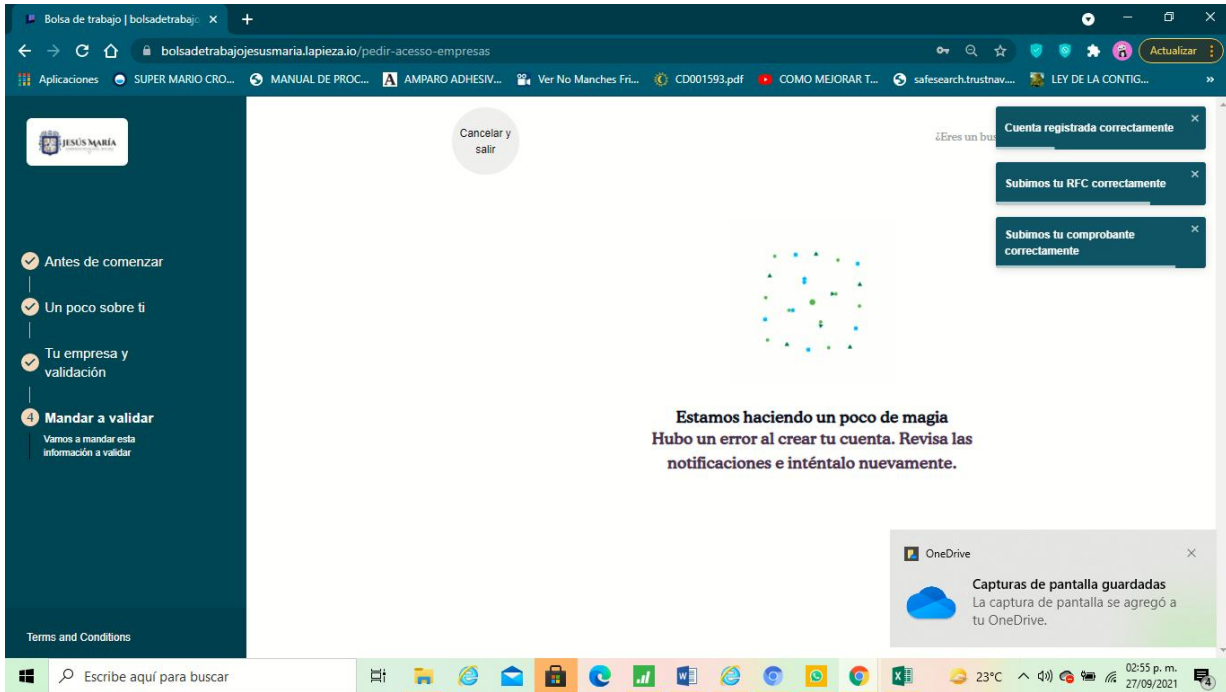 Bolsa de trabajo | bolsadetrabajo
bolsadetrabajojesusmaria.lapieza.io/pedir-acesso-empresas
Actualizar
Aplicaciones
SUPER MARIO CRO...
MANUAL DE PROC...
AMPARO ADHESIV...
Ver No Manches Fri...
CD001593.pdf
COMO MEJORAR T...
safesearch.trustnav....
LEY DE LA CONTIG...
»
JESÚS MARÍA
Cancelar y
salir
¿Eres un bus
Cuenta registrada correctamente
Subimos tu RFC correctamente
Subimos tu comprobante
correctamente
Antes de comenzar
Un poco sobre ti
Tu empresa y
validación
4 Mandar a validar
Vamos a mandar esta
información a validar
Estamos haciendo un poco de magia
Hubo un error al crear tu cuenta. Revisa las
notificaciones e inténtalo nuevamente.
OneDrive
Capturas de pantalla guardadas
La captura de pantalla se agregó a
tu OneDrive.
Terms and Conditions
Escribe aquí para buscar
23°C
02:55 p. m.
27/09/2021
4